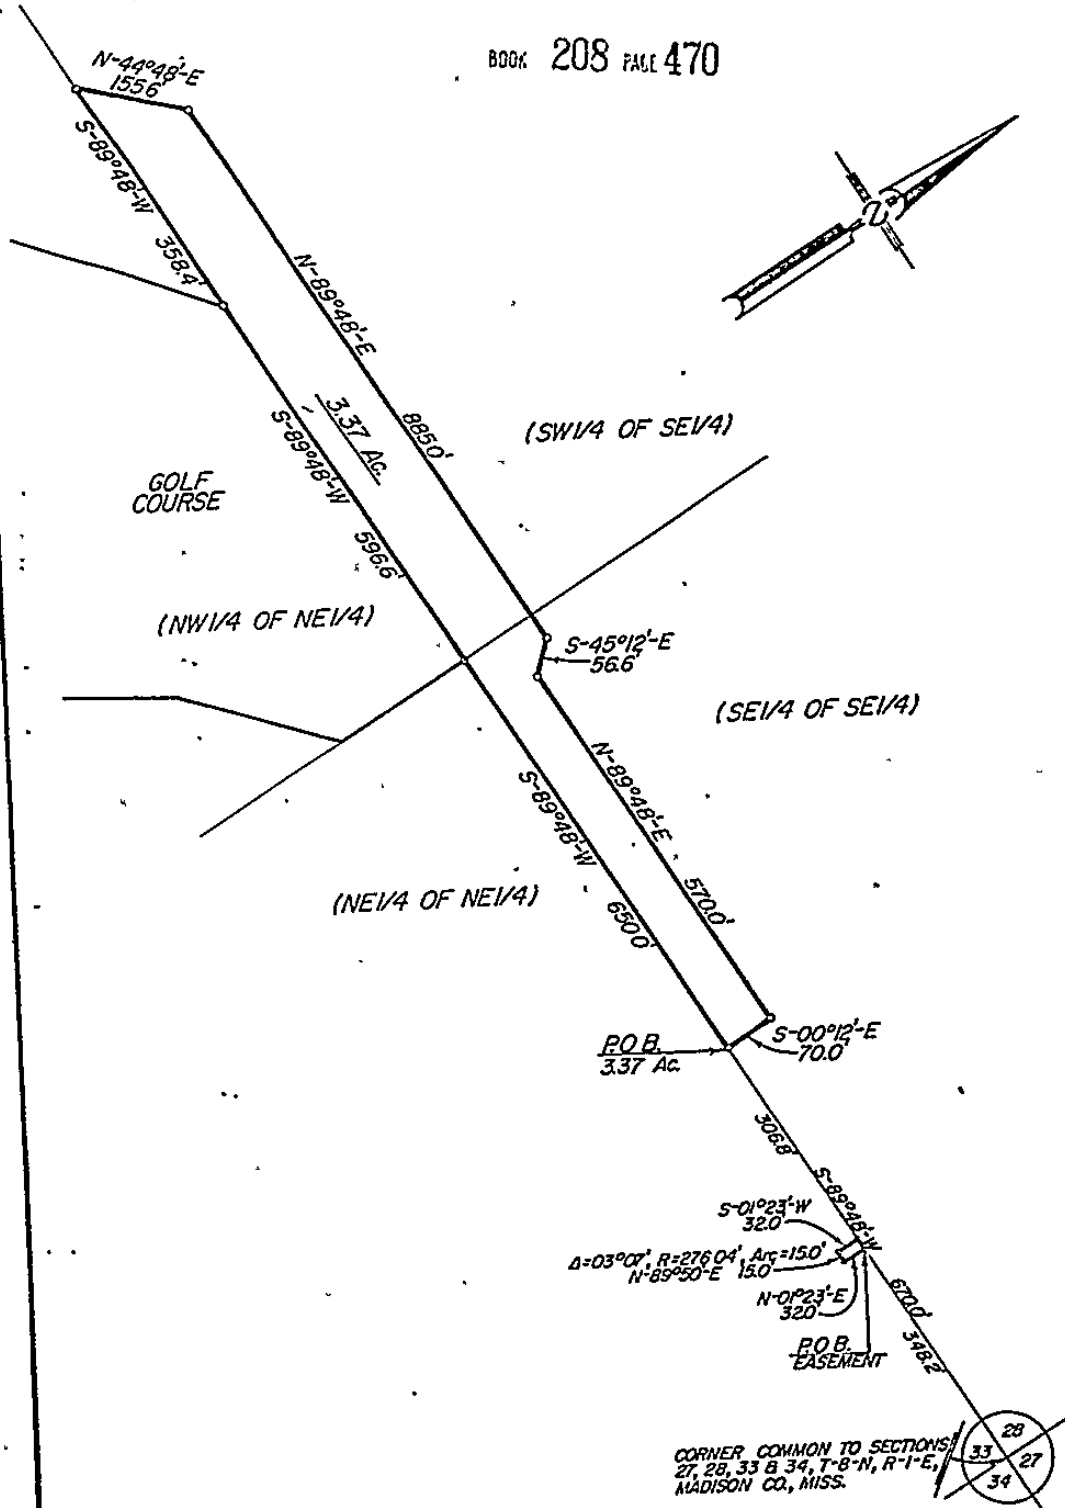 BOOK 208 PAGE 470
N-44°48'-E
155.6'
S-89°48'-W
358.4'
N-89°48'-E
885.0'
3.37 Ac.
(SW1/4 OF SE1/4)
S-89°48'-W
596.6'
GOLF
COURSE
(NW1/4 OF NE1/4)
S-45°12'-E
56.6'
(SE1/4 OF SE1/4)
N-89°48'-E
570.0'
S-89°48'-W
650.0'
(NE1/4 OF NE1/4)
S-00°12'-E
70.0'
P.O.B.
3.37 Ac.
306.8'
S-89°48'-W
S-01°23'-W
32.0'
Δ=03°07', R=276.04', Arc=15.0'
N-89°50'-E 15.0'
N-01°23'-E
32.0'
670.0'
348.2'
P.O.B.
EASEMENT
CORNER COMMON TO SECTIONS
27, 28, 33 & 34, T-8-N, R-1-E,
MADISON CO., MISS.
28
33
27
34
N